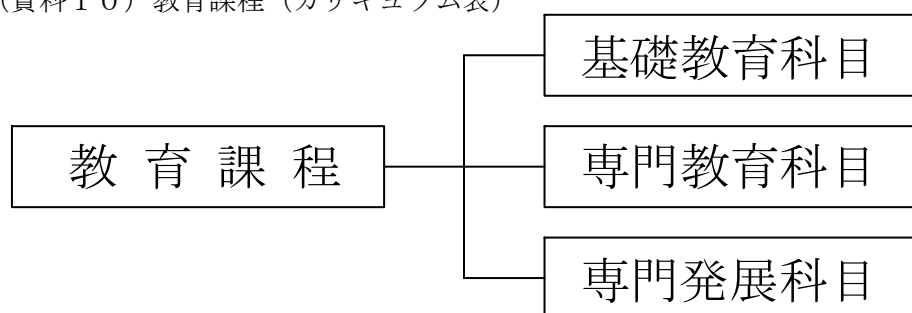 (資料１０) 教育課程 (カリキュラム表)
基礎教育科目
教 育 課 程
専門教育科目
専門発展科目